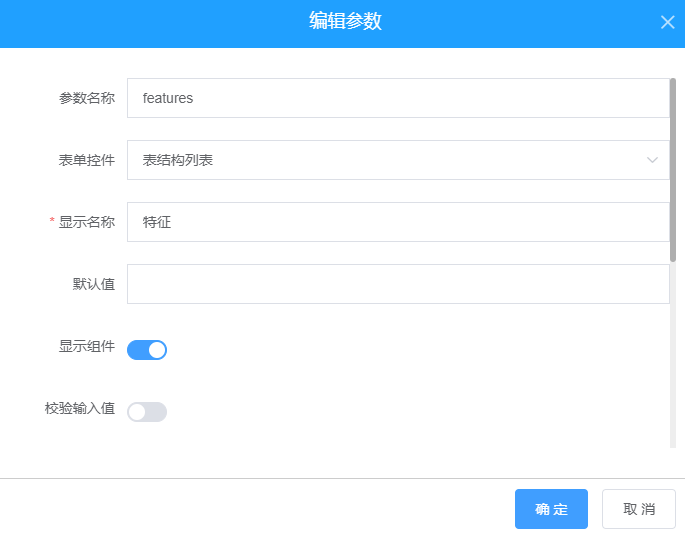 编辑参数
参数名称 features
表单控件 表结构列表
* 显示名称 特征
默认值
显示组件
校验输入值
确 定 取 消